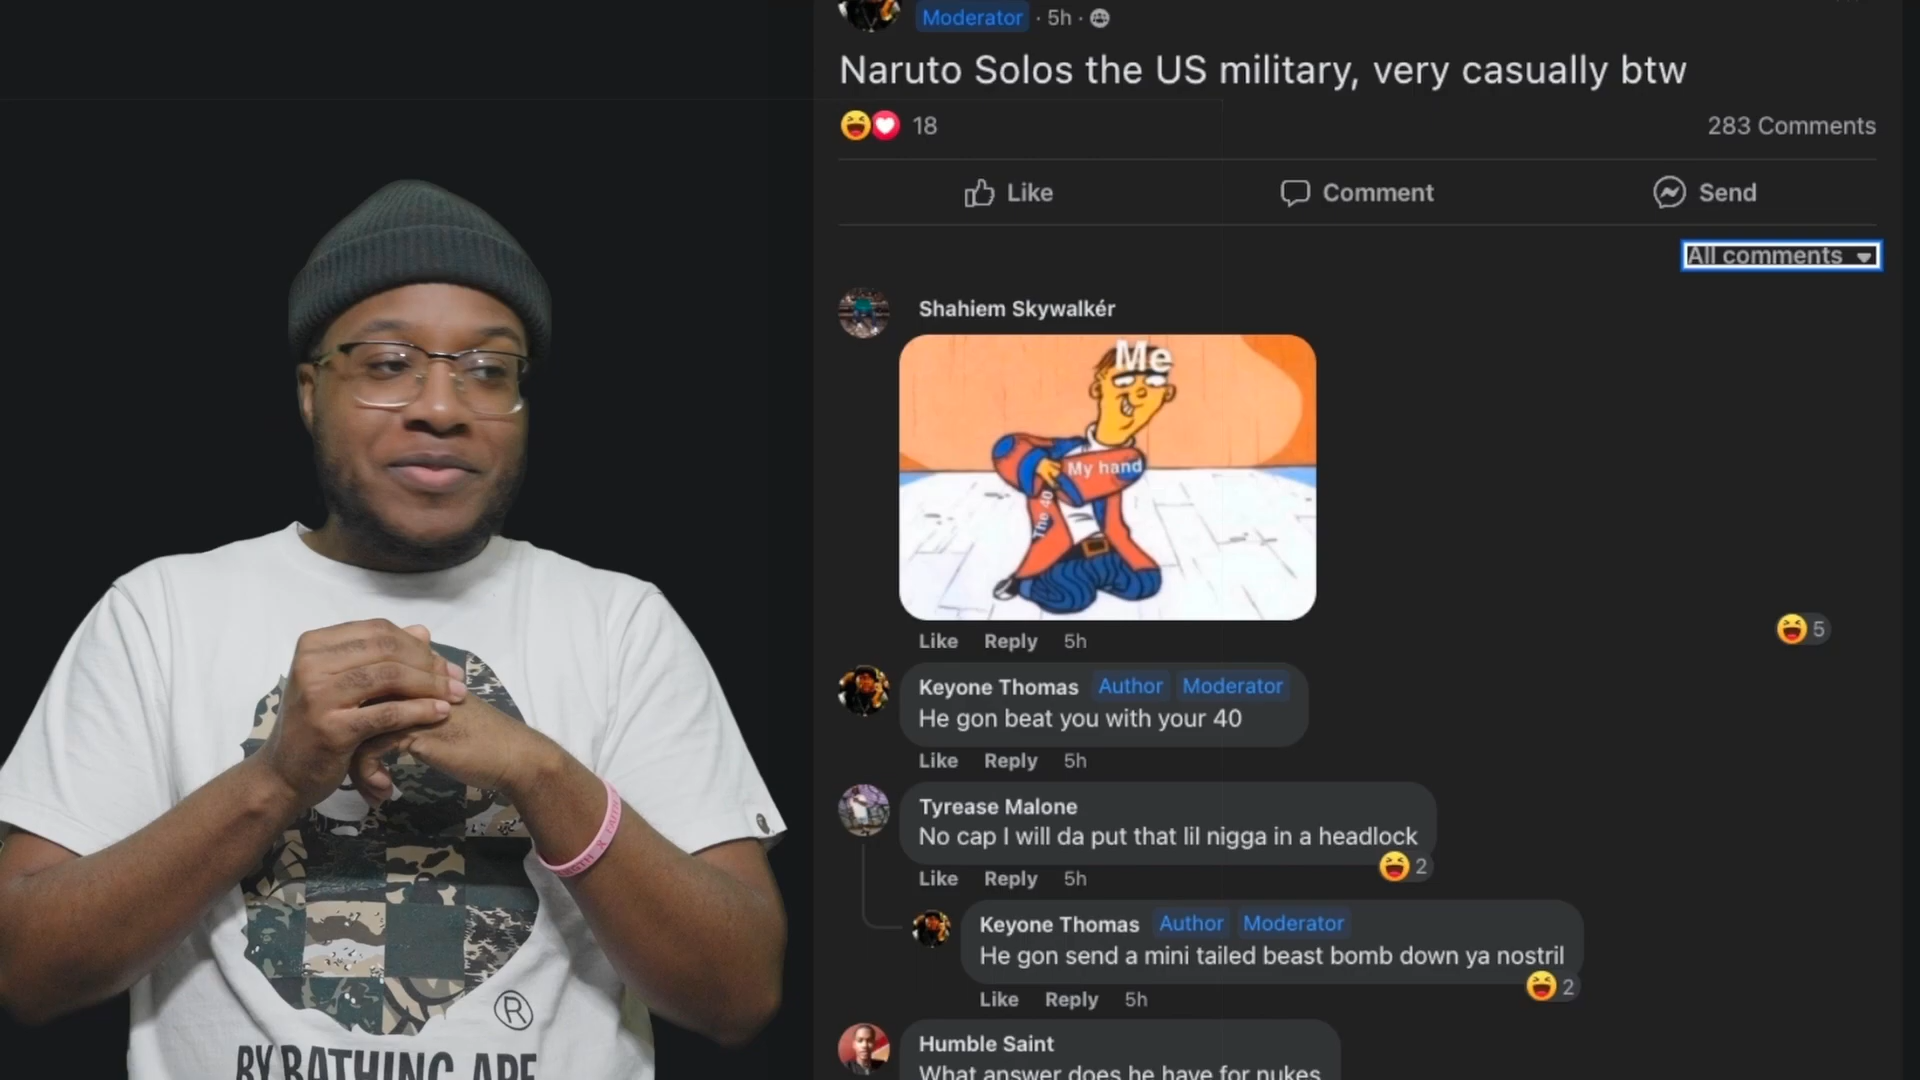 Moderator · 5h ·
Naruto Solos the US military, very casually btw
18
283 Comments
Like
Comment
Send
All comments
Shahiem Skywalkér
Me
My hand
The 40
Like Reply 5h
5
Keyone Thomas Author Moderator
He gon beat you with your 40
Like Reply 5h
Tyrease Malone
No cap I will da put that lil nigga in a headlock
2
Like Reply 5h
Keyone Thomas Author Moderator
He gon send a mini tailed beast bomb down ya nostril
2
Like Reply 5h
Humble Saint
What answer does he have for nukes
®
BY BATHING APE